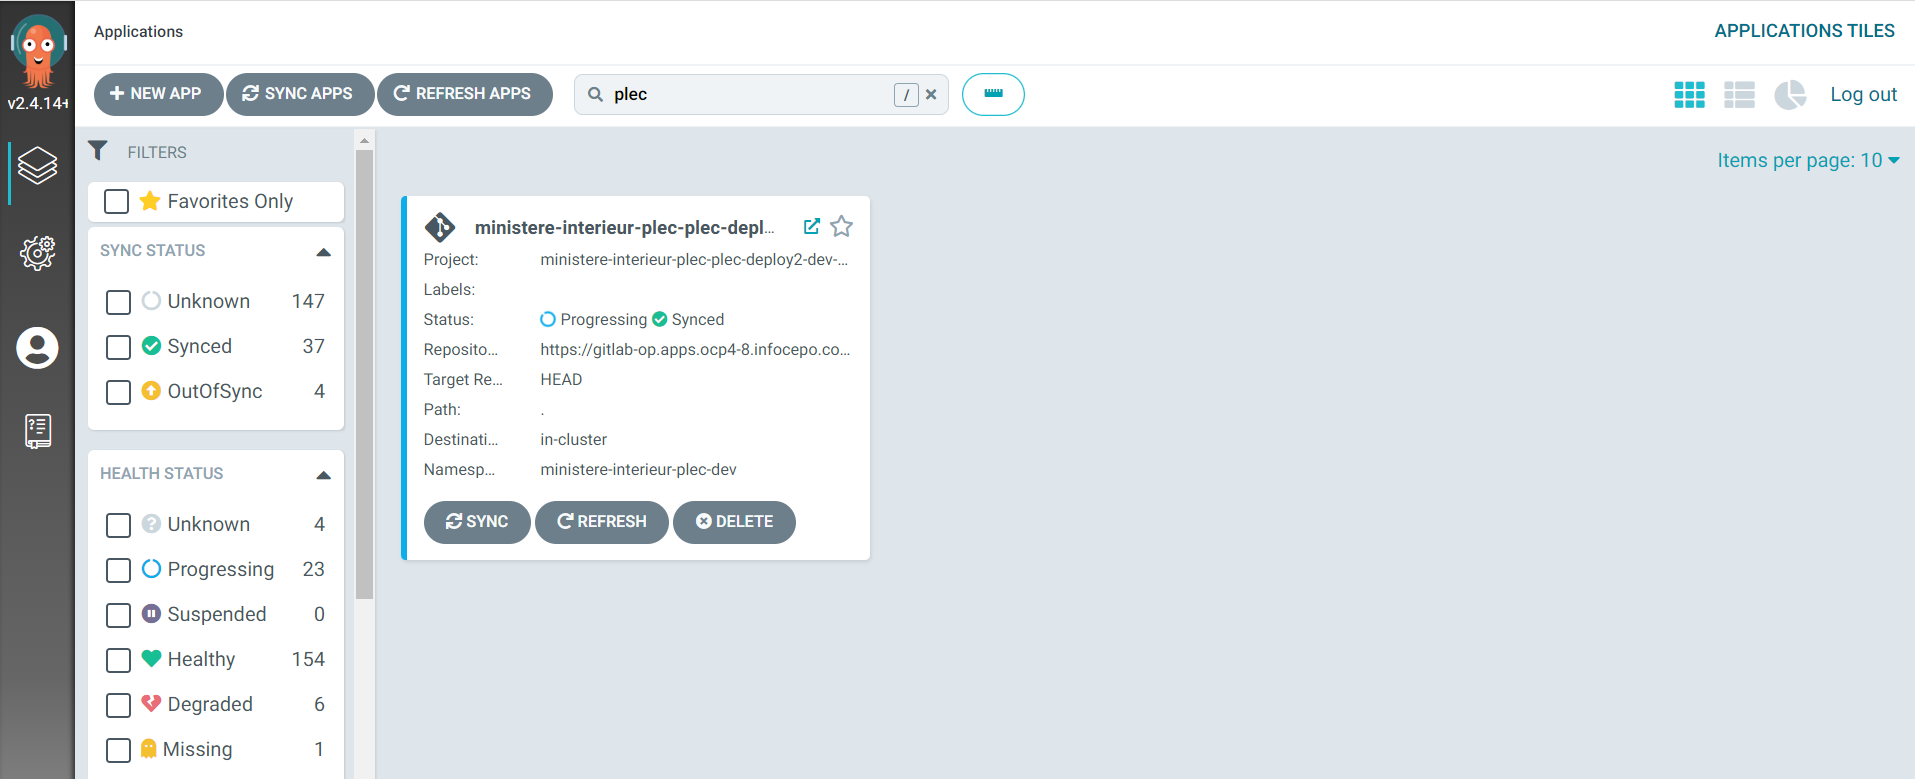 v2.4.14+
Applications
APPLICATIONS TILES
NEW APP
SYNC APPS
REFRESH APPS
plec
/
Log out
FILTERS
Favorites Only
SYNC STATUS
Unknown 147
Synced 37
OutOfSync 4
HEALTH STATUS
Unknown 4
Progressing 23
Suspended 0
Healthy 154
Degraded 6
Missing 1
Items per page: 10
ministere-interieur-plec-plec-depl...
Project: ministere-interieur-plec-plec-deploy2-dev-...
Labels:
Status: Progressing Synced
Reposito... https://gitlab-op.apps.ocp4-8.infocepo.co...
Target Re... HEAD
Path: .
Destinati... in-cluster
Namesp... ministere-interieur-plec-dev
SYNC
REFRESH
DELETE